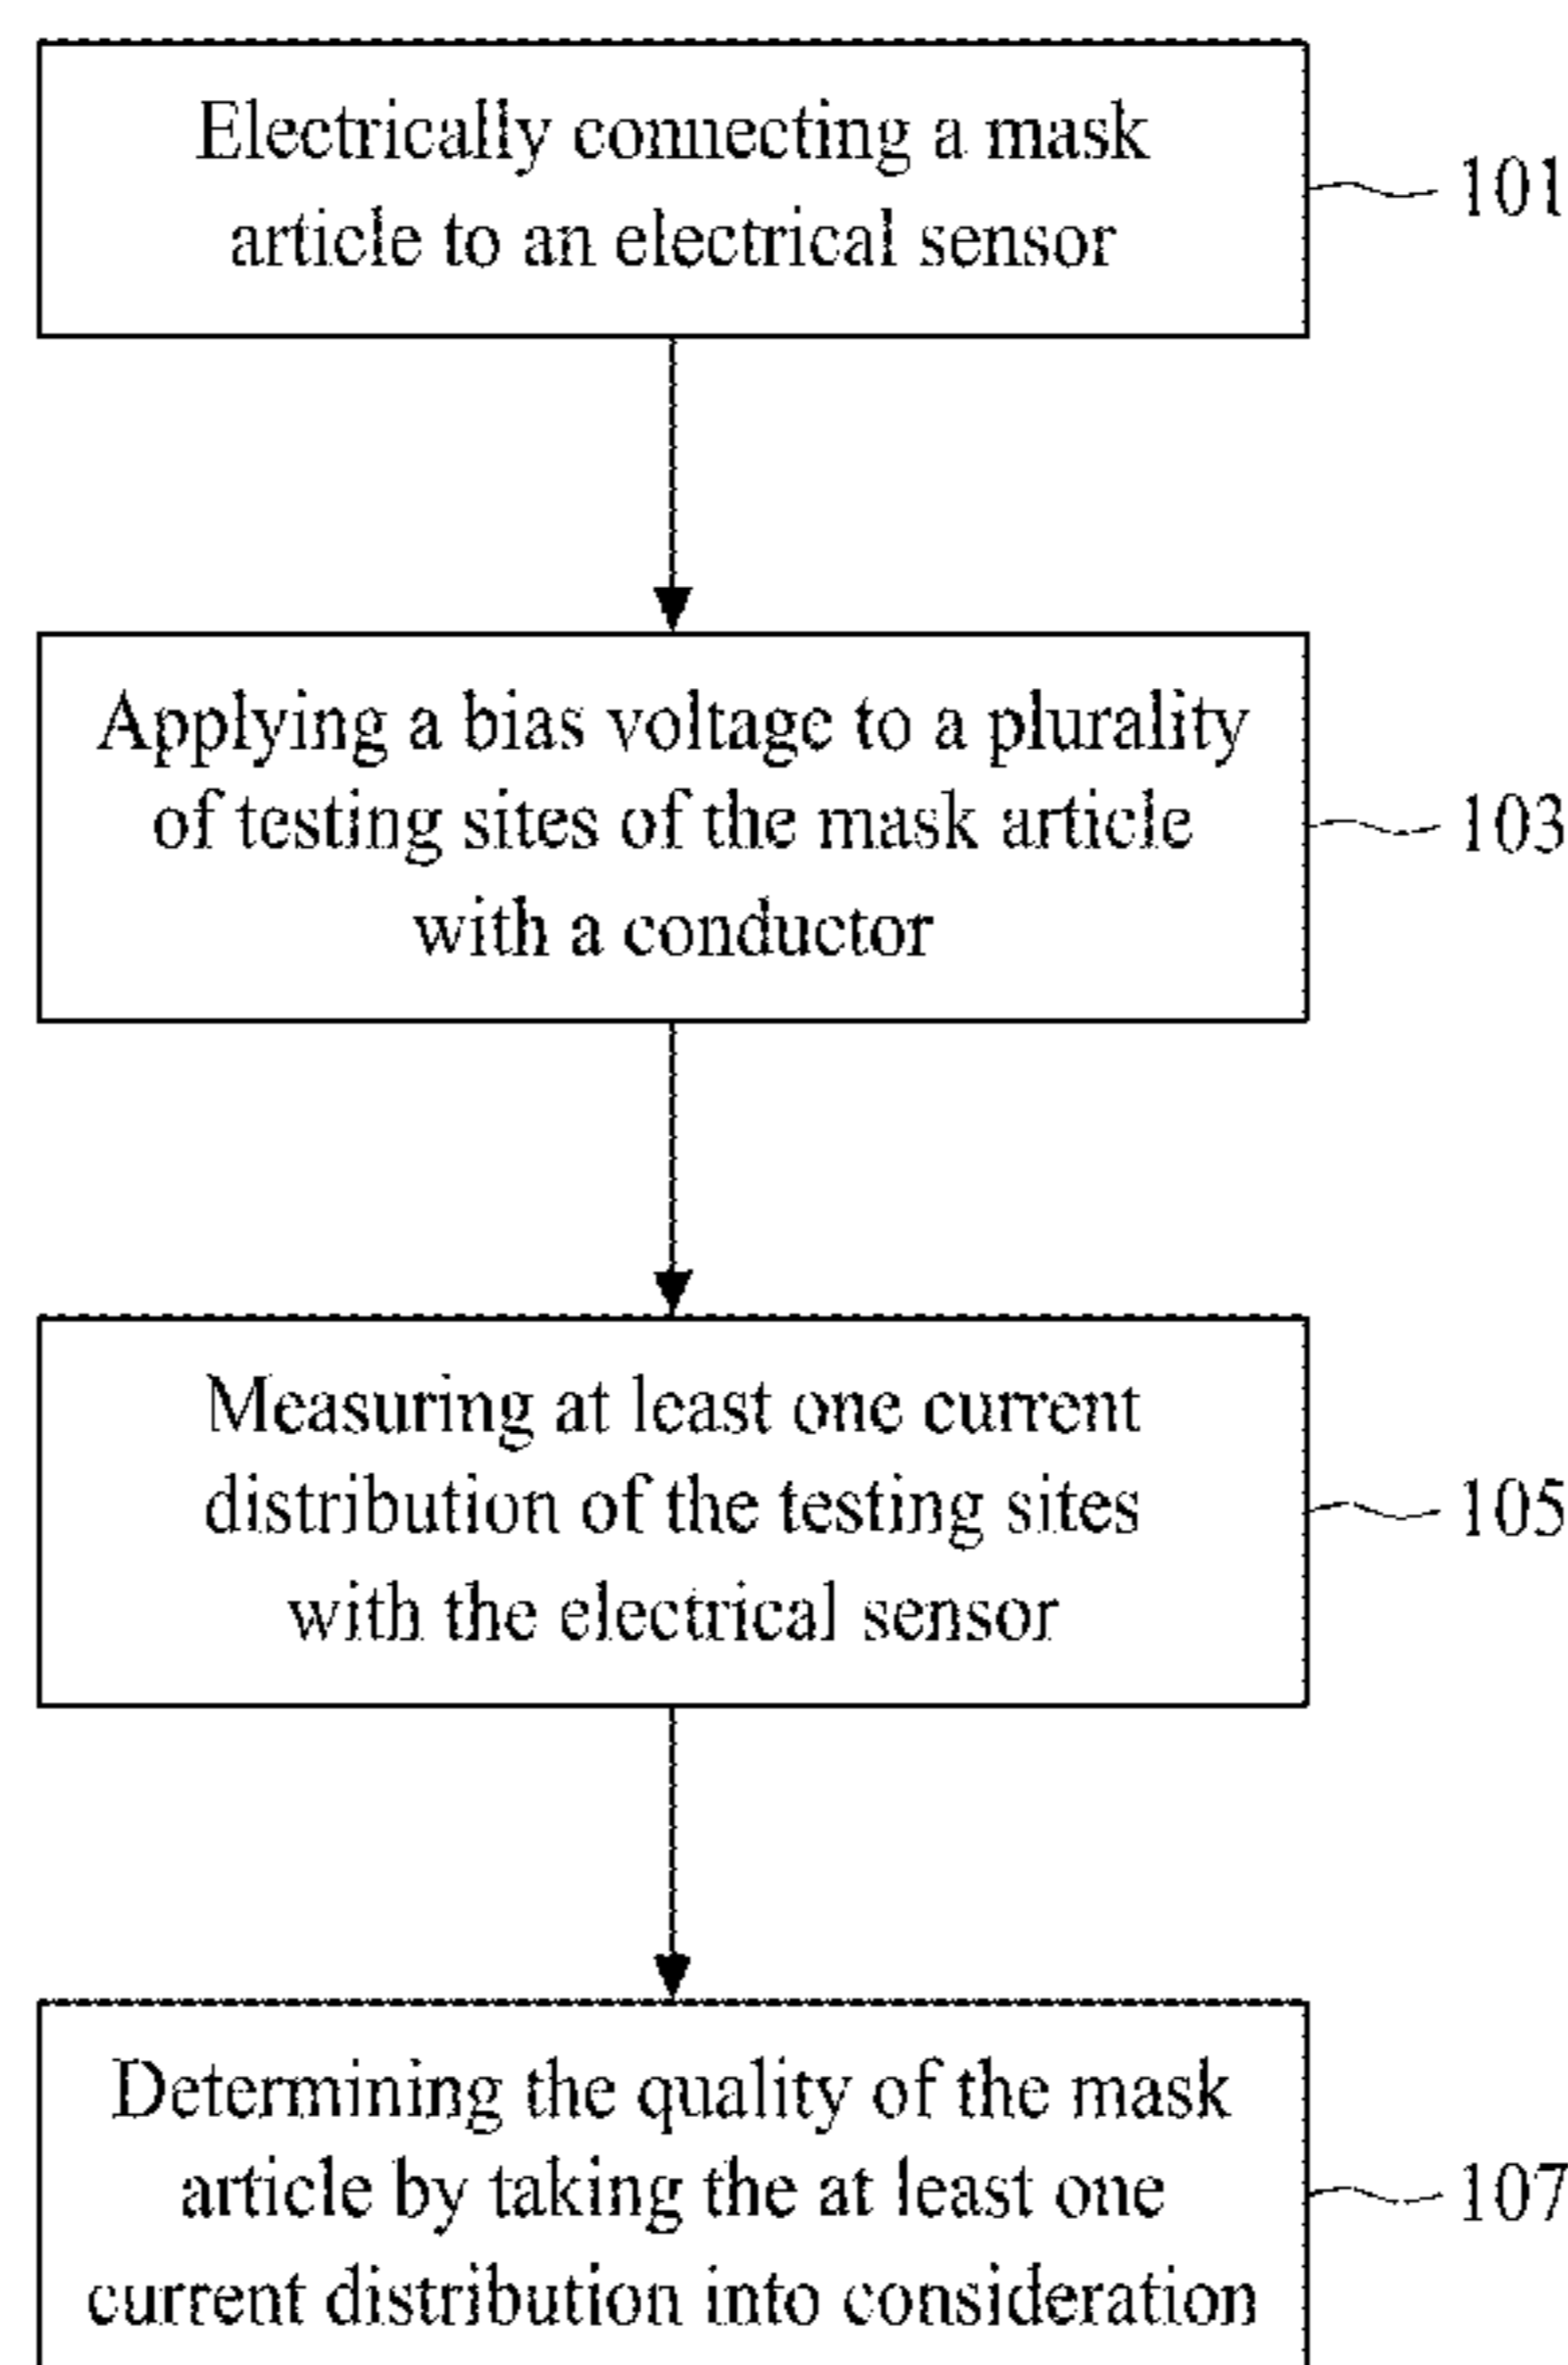 Electrically connecting a mask
article to an electrical sensor
101
Applying a bias voltage to a plurality
of testing sites of the mask article
with a conductor
103
Measuring at least one current
distribution of the testing sites
with the electrical sensor
105
Determining the quality of the mask
article by taking the at least one
current distribution into consideration
107